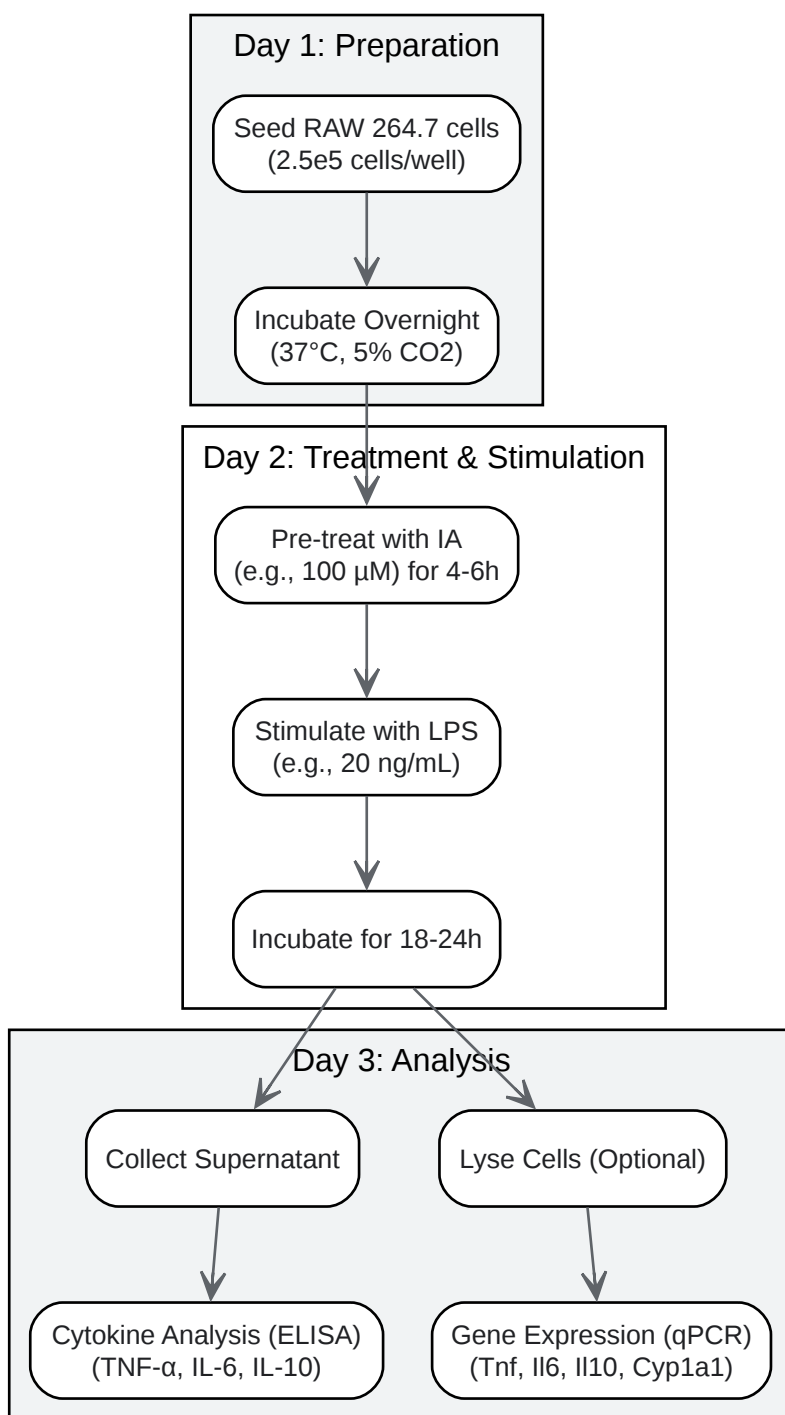 Day 1: Preparation
Seed RAW 264.7 cells
(2.5e5 cells/well)
Incubate Overnight
(37°C, 5% CO2)
Day 2: Treatment & Stimulation
Pre-treat with IA
(e.g., 100 µM) for 4-6h
Stimulate with LPS
(e.g., 20 ng/mL)
Incubate for 18-24h
Day 3: Analysis
Collect Supernatant
Lyse Cells (Optional)
Cytokine Analysis (ELISA)
(TNF-α, IL-6, IL-10)
Gene Expression (qPCR)
(Tnf, Il6, Il10, Cyp1a1)